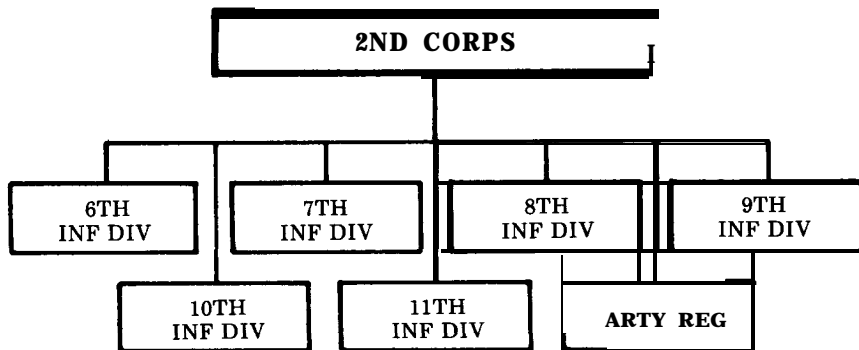 2ND CORPS
6TH
INF DIV
7TH
INF DIV
8TH
INF DIV
9TH
INF DIV
10TH
INF DIV
11TH
INF DIV
ARTY REG